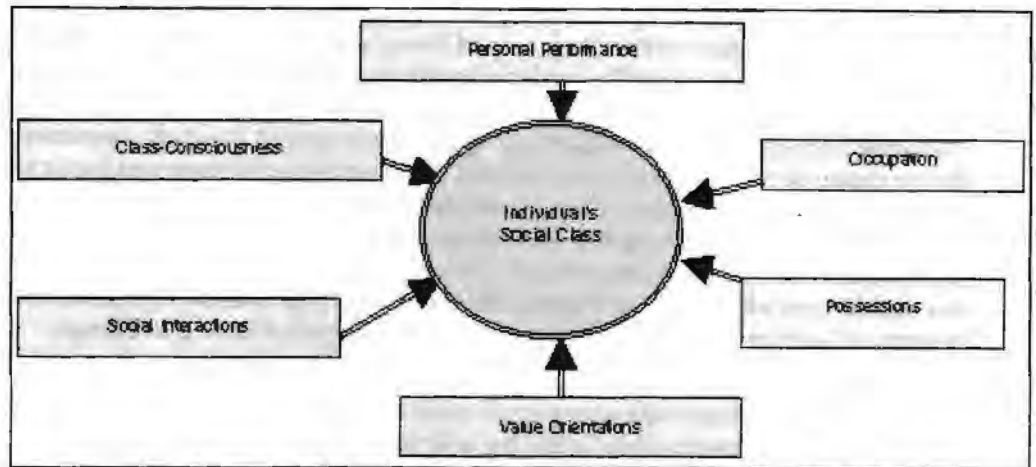 Personal Performance
Class-Consciousness
Occupation
Individual's
Social Class
Social Interactions
Possessions
Value Orientations